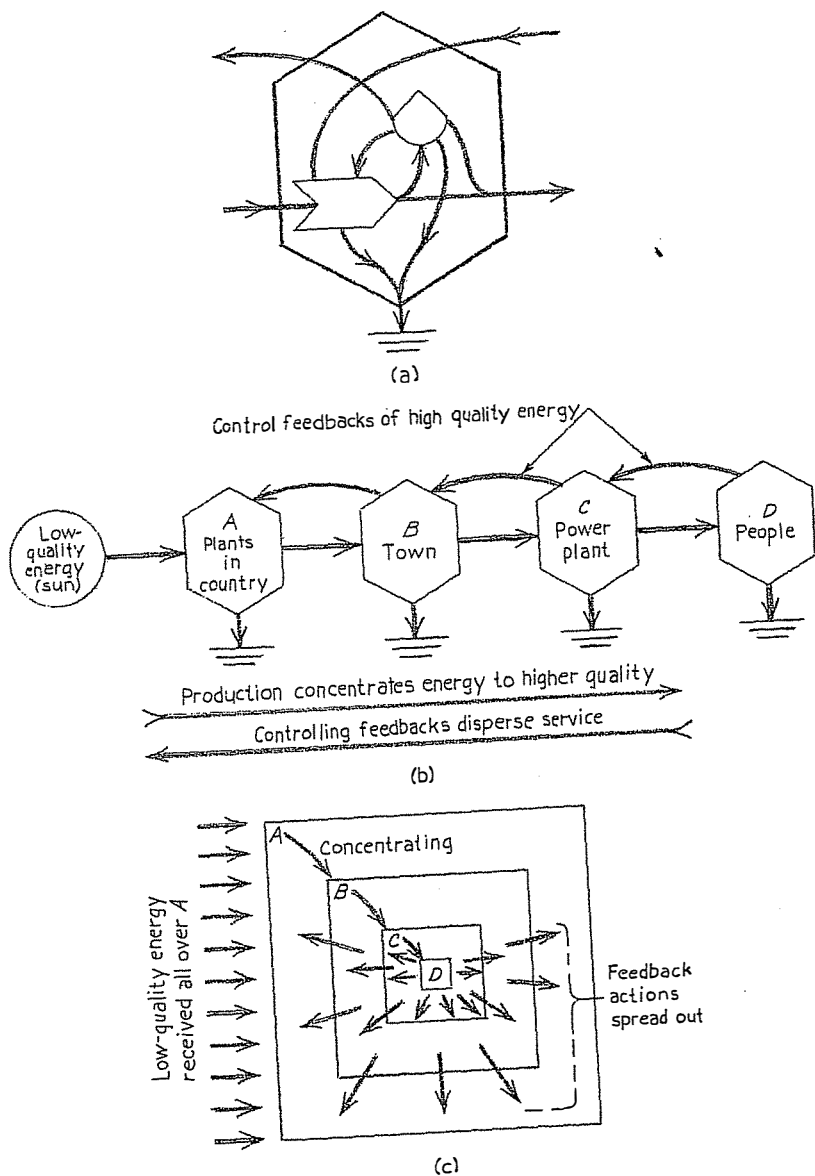 (a)
Control feedbacks of high quality energy
Low-
quality
energy
(sun)
A
Plants
in
country
B
Town
C
Power
plant
D
People
Production concentrates energy to higher quality
Controlling feedbacks disperse service
(b)
Low-quality energy
received all over A
A
Concentrating
B
C
D
Feedback
actions
spread out
(c)